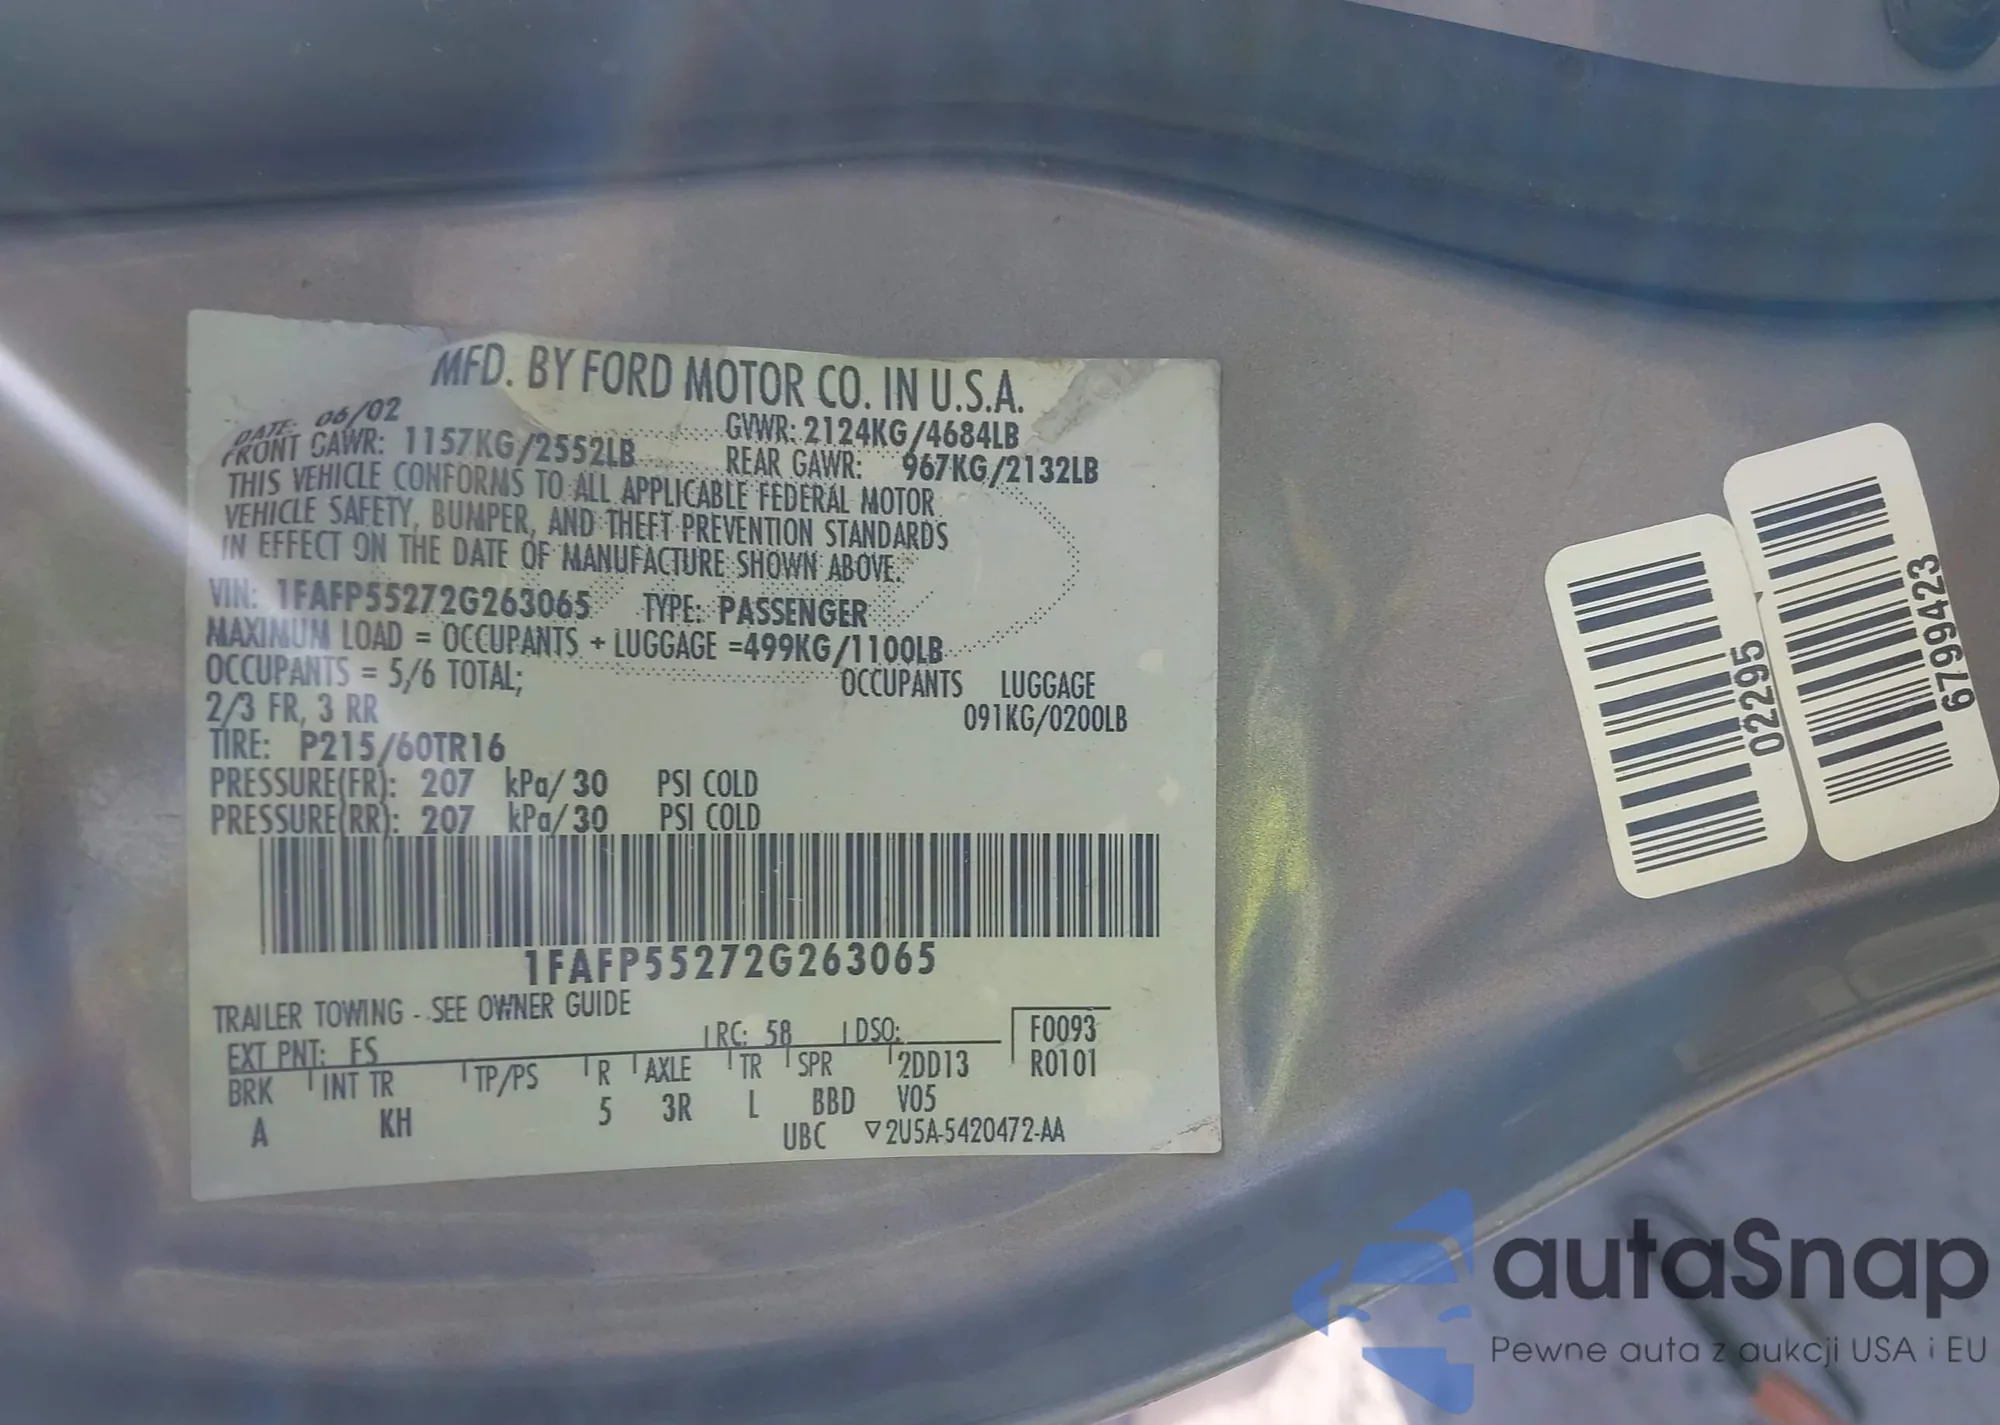 MFD. BY FORD MOTOR CO. IN U.S.A.
DATE: 06/02 GVWR: 2124KG/4684LB
FRONT GAWR: 1157KG/2552LB REAR GAWR: 967KG/2132LB
THIS VEHICLE CONFORMS TO ALL APPLICABLE FEDERAL MOTOR
VEHICLE SAFETY, BUMPER, AND THEFT PREVENTION STANDARDS
IN EFFECT ON THE DATE OF MANUFACTURE SHOWN ABOVE.
VIN: 1FAFP55272G263065 TYPE: PASSENGER
MAXIMUM LOAD = OCCUPANTS + LUGGAGE =499KG/1100LB
OCCUPANTS = 5/6 TOTAL; OCCUPANTS LUGGAGE
2/3 FR, 3 RR 091KG/0200LB
TIRE: P215/60TR16
PRESSURE(FR): 207 kPa/ 30 PSI COLD
PRESSURE(RR): 207 kPa/ 30 PSI COLD
1FAFP55272G263065
TRAILER TOWING - SEE OWNER GUIDE
EXT PNT: FS RC: 58 DSO: F0093
BRK INT TR TP/PS R AXLE TR SPR 2DD13 R0101
A KH 5 3R L BBD V05
UBC ▽2U5A-5420472-AA
02295
6799423
autaSnap
Pewne auta z aukcji USA i EU